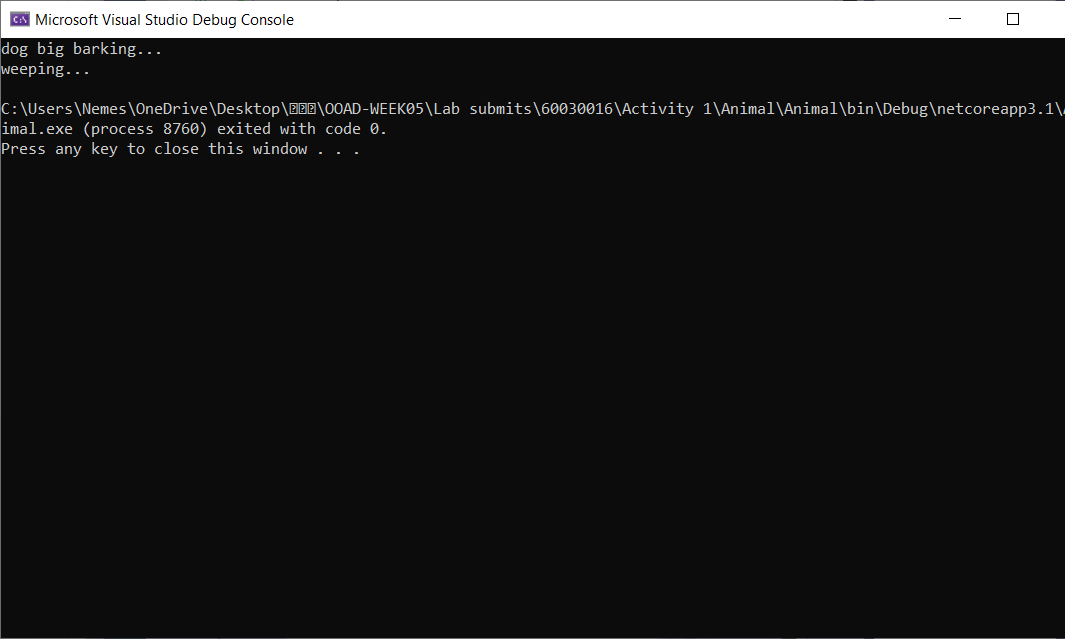 Microsoft Visual Studio Debug Console
dog big barking...
weeping...
C:\Users\Nemes\OneDrive\Desktop\⍰⍰⍰\OOAD-WEEK05\Lab submits\60030016\Activity 1\Animal\Animal\bin\Debug\netcoreapp3.1\
imal.exe (process 8760) exited with code 0.
Press any key to close this window . . .